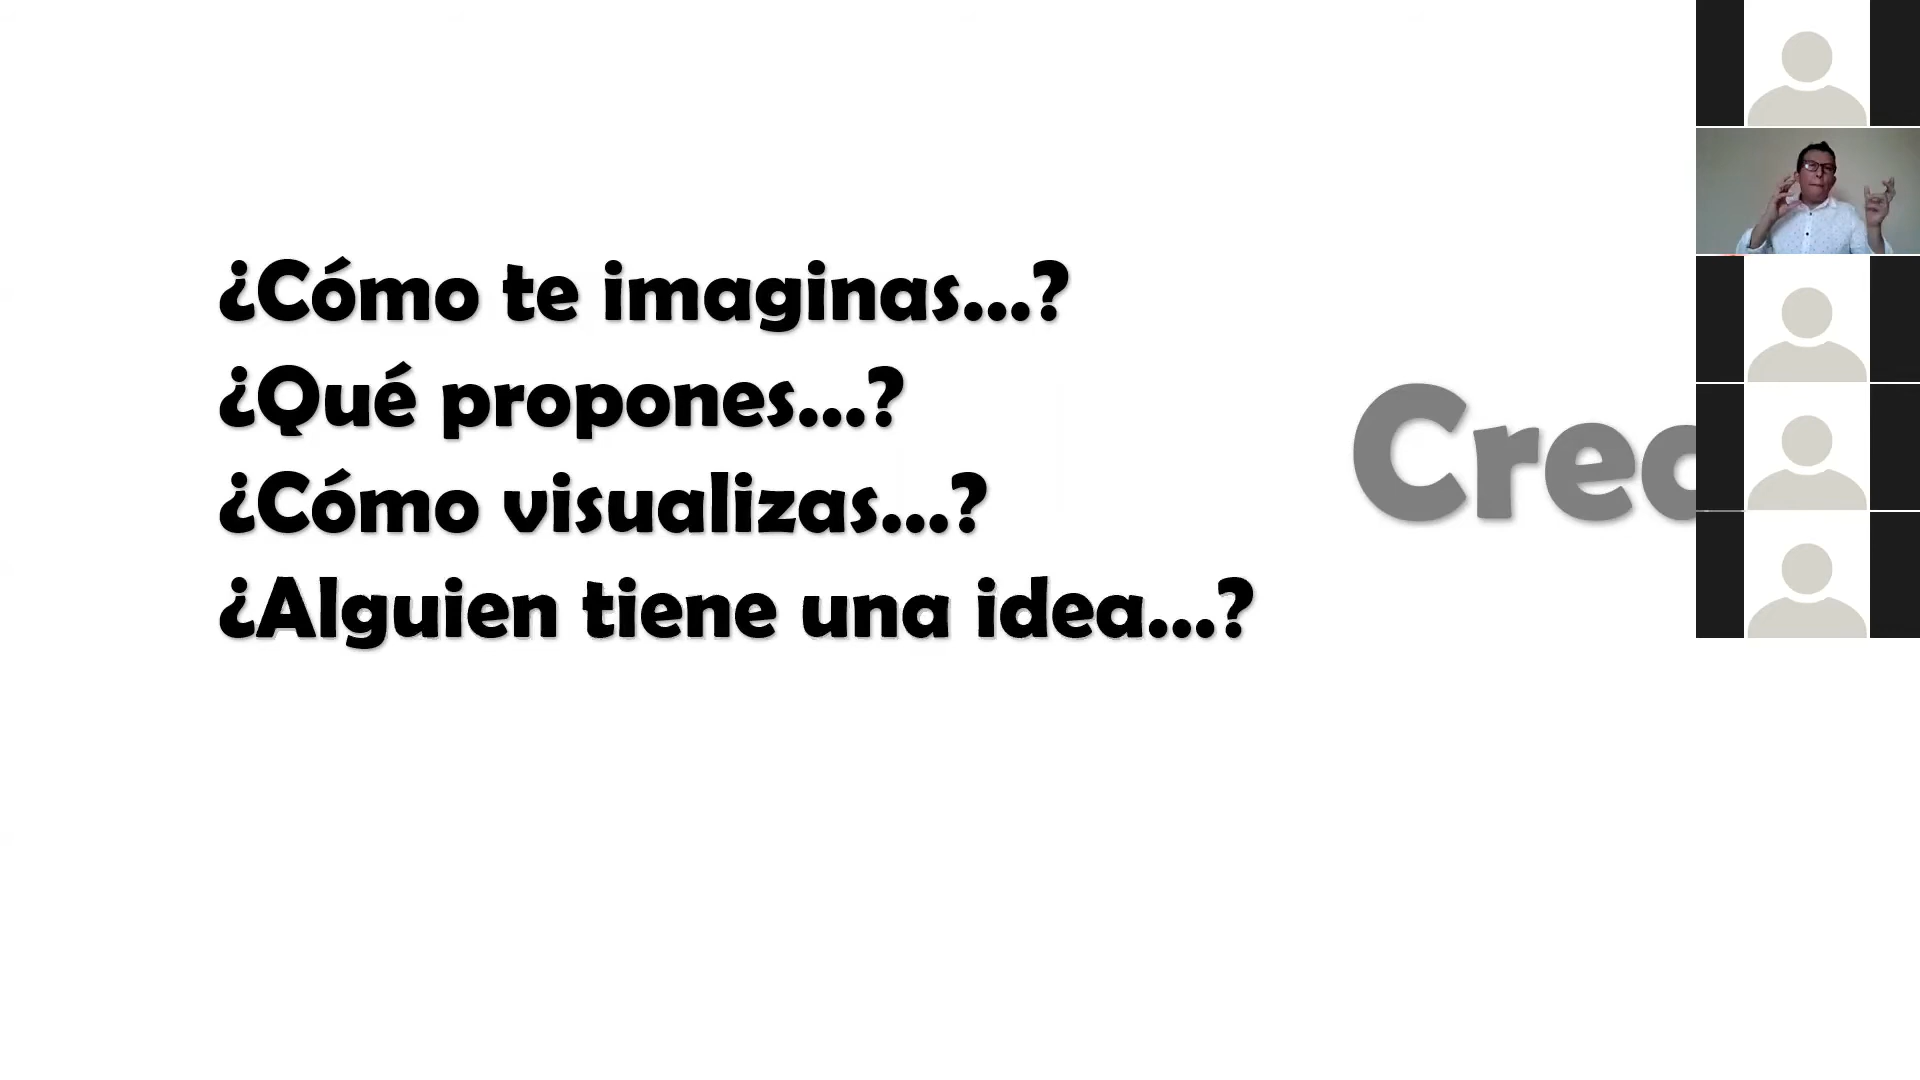 ¿Cómo te imaginas...?
¿Qué propones...?
¿Cómo visualizas...?
¿Alguien tiene una idea...?